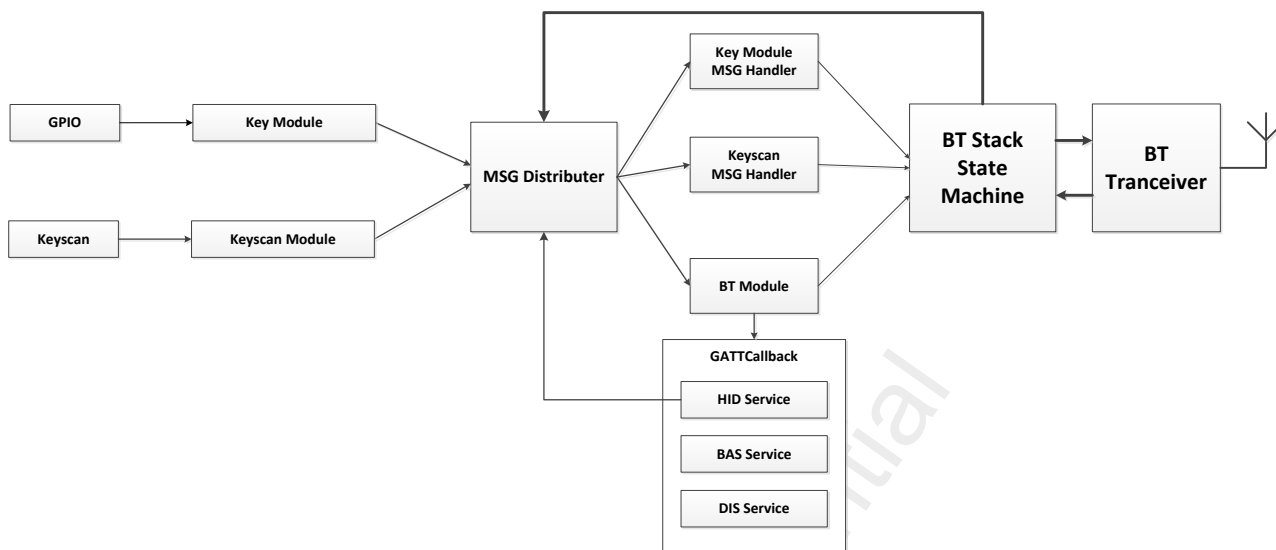 Key Module
MSG Handler
GPIO
Key Module
MSG Distributer
Keyscan
MSG Handler
BT Stack
State
Machine
BT
Tranceiver
Keyscan
Keyscan Module
BT Module
GATTCallback
HID Service
BAS Service
DIS Service